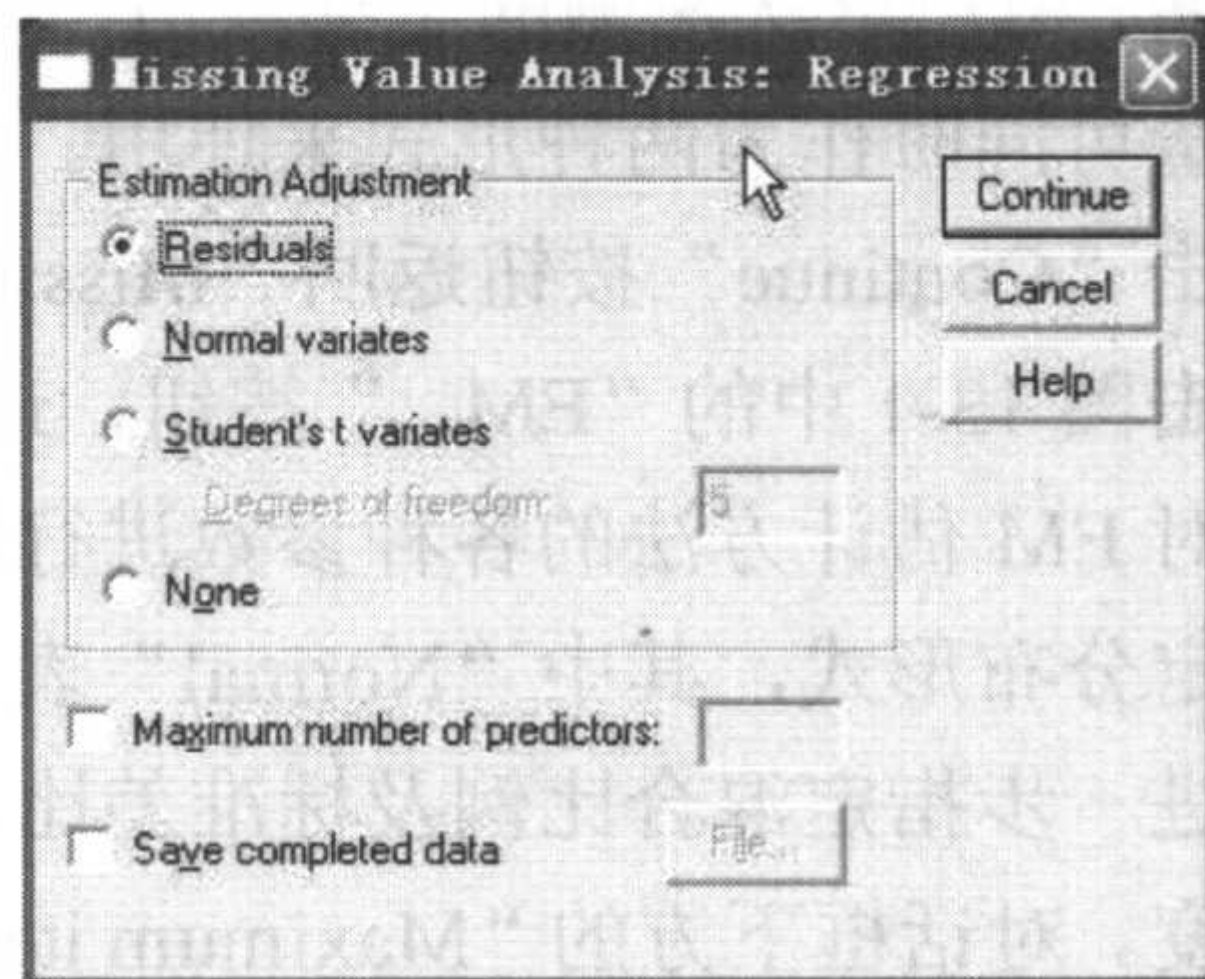 Missing Value Analysis: Regression
Estimation Adjustment
Residuals
Normal variates
Student's t variates
Degrees of freedom: 5
None
Maximum number of predictors:
Save completed data
File...
Continue
Cancel
Help